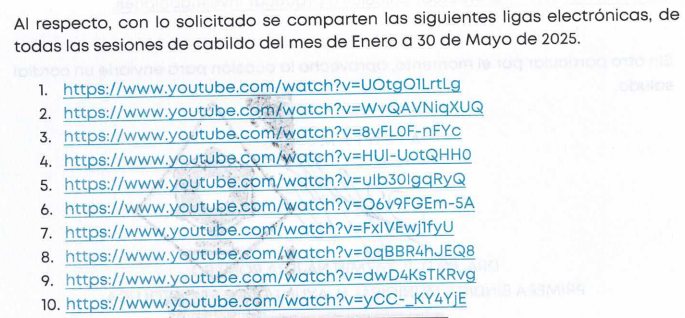 Al respecto, con lo solicitado se comparten las siguientes ligas electrónicas, de
todas las sesiones de cabildo del mes de Enero a 30 de Mayo de 2025.
1. https://www.youtube.com/watch?v=UOtgO1LrtLg
2. https://www.youtube.com/watch?v=WvQAVNiqXUQ
3. https://www.youtube.com/watch?v=8vFL0F-nFYc
4. https://www.youtube.com/watch?v=HUl-UotQHH0
5. https://www.youtube.com/watch?v=ulb30lgqRyQ
6. https://www.youtube.com/watch?v=O6v9FGEm-5A
7. https://www.youtube.com/watch?v=FxlVEwj1fyU
8. https://www.youtube.com/watch?v=0qBBR4hJEQ8
9. https://www.youtube.com/watch?v=dwD4KsTKRvg
10. https://www.youtube.com/watch?v=yCC-_KY4YjE